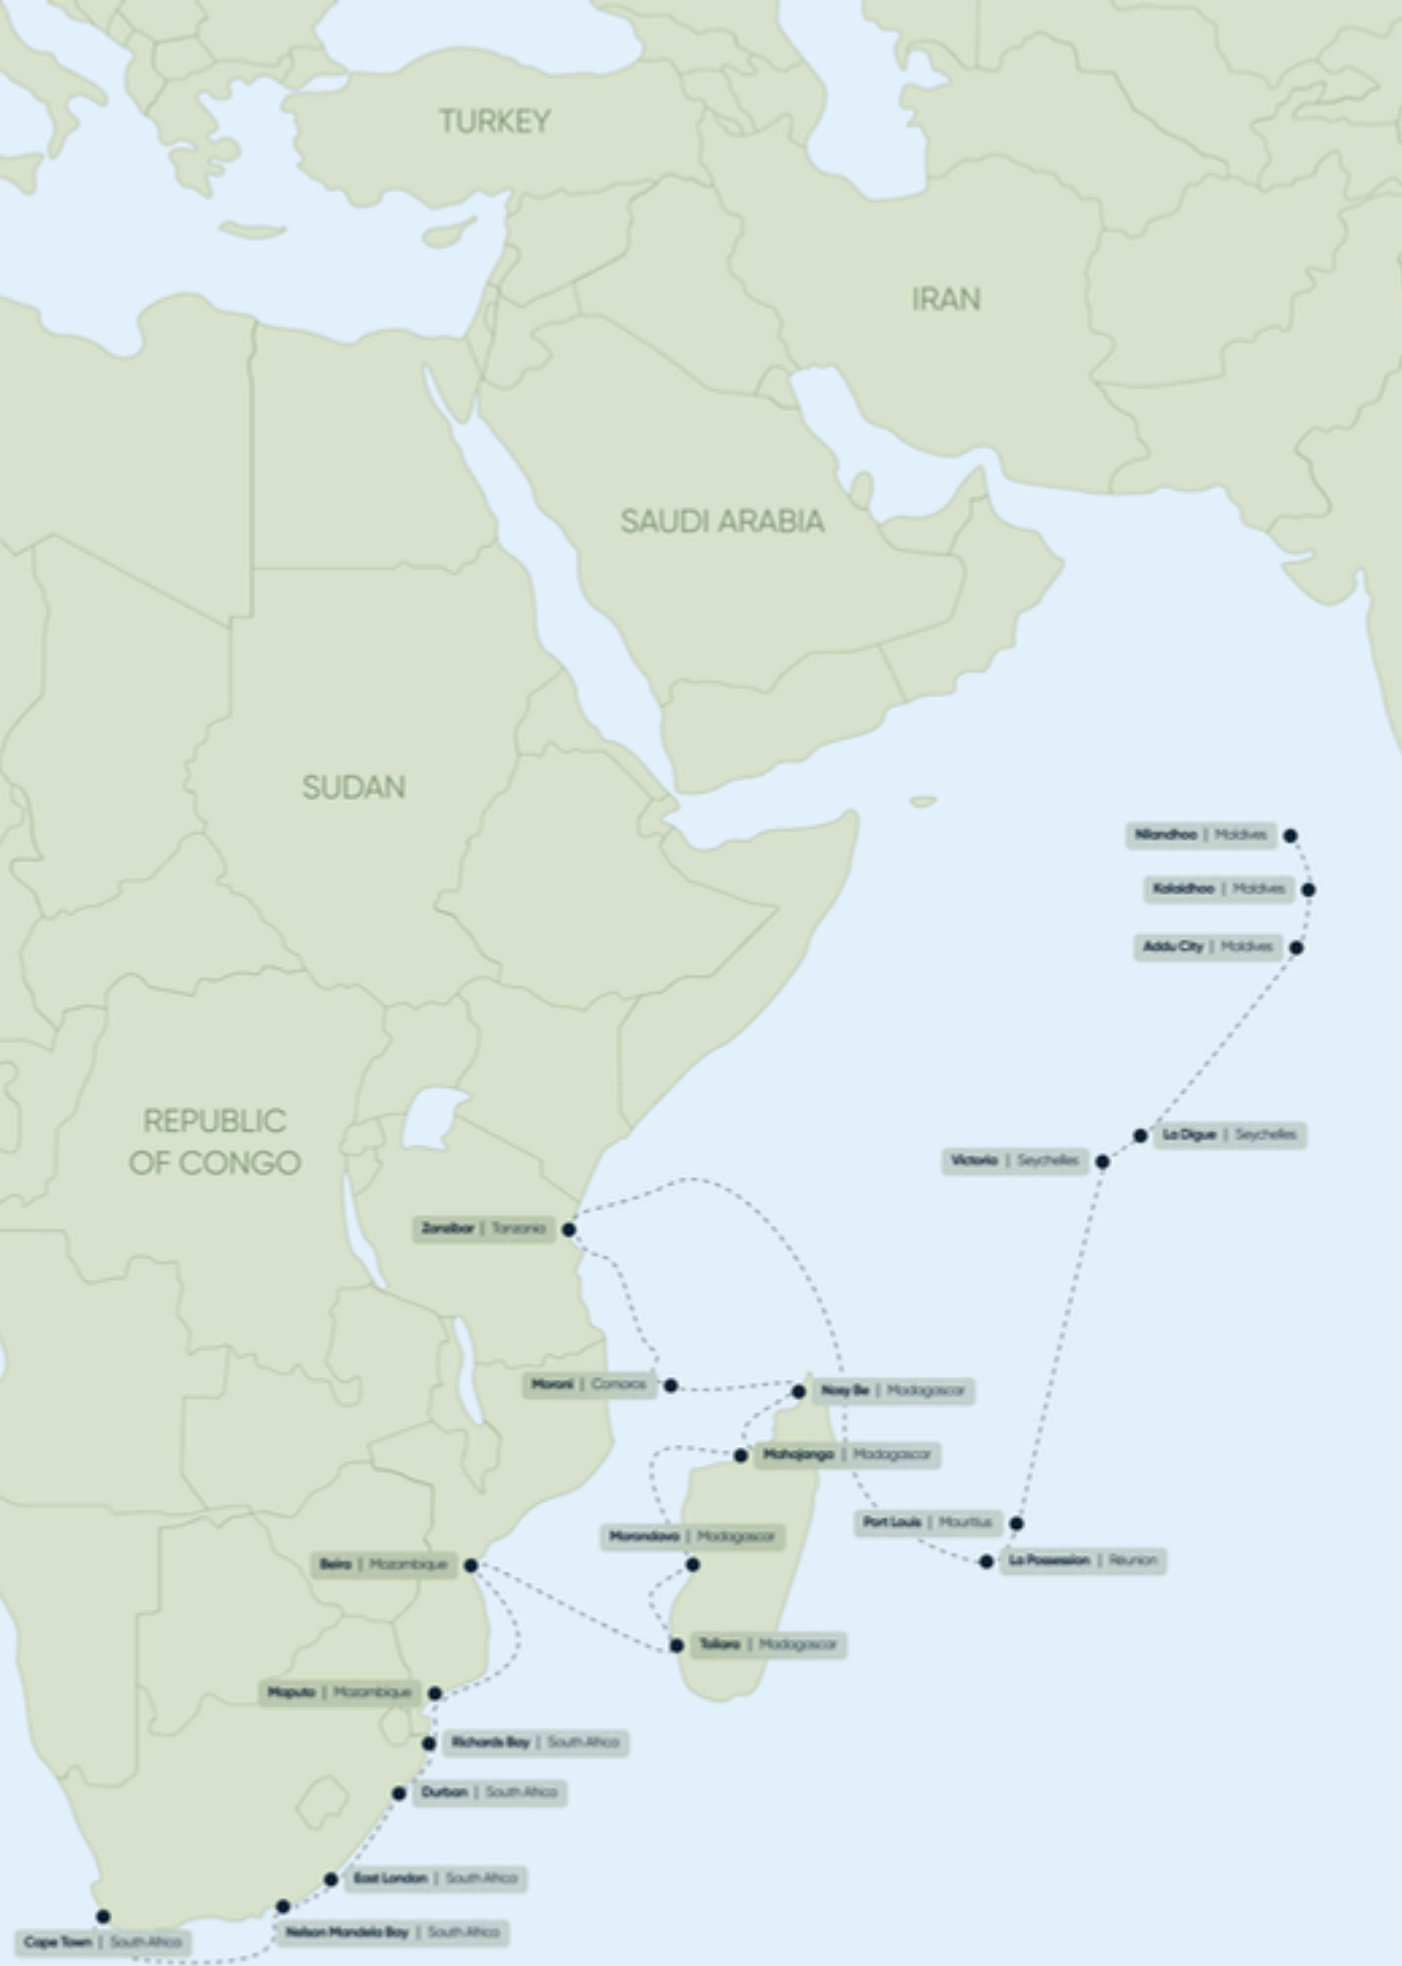 TURKEY
IRAN
SAUDI ARABIA
SUDAN
Nilandhoo | Maldives
Kolaidhoo | Maldives
Addu City | Maldives
REPUBLIC
OF CONGO
La Digue | Seychelles
Victoria | Seychelles
Zanzibar | Tanzania
Moroni | Comoros
Nosy Be | Madagascar
Mahajanga | Madagascar
Port Louis | Mauritius
Morondava | Madagascar
La Possession | Réunion
Beira | Mozambique
Toliara | Madagascar
Maputo | Mozambique
Richards Bay | South Africa
Durban | South Africa
East London | South Africa
Nelson Mandela Bay | South Africa
Cape Town | South Africa